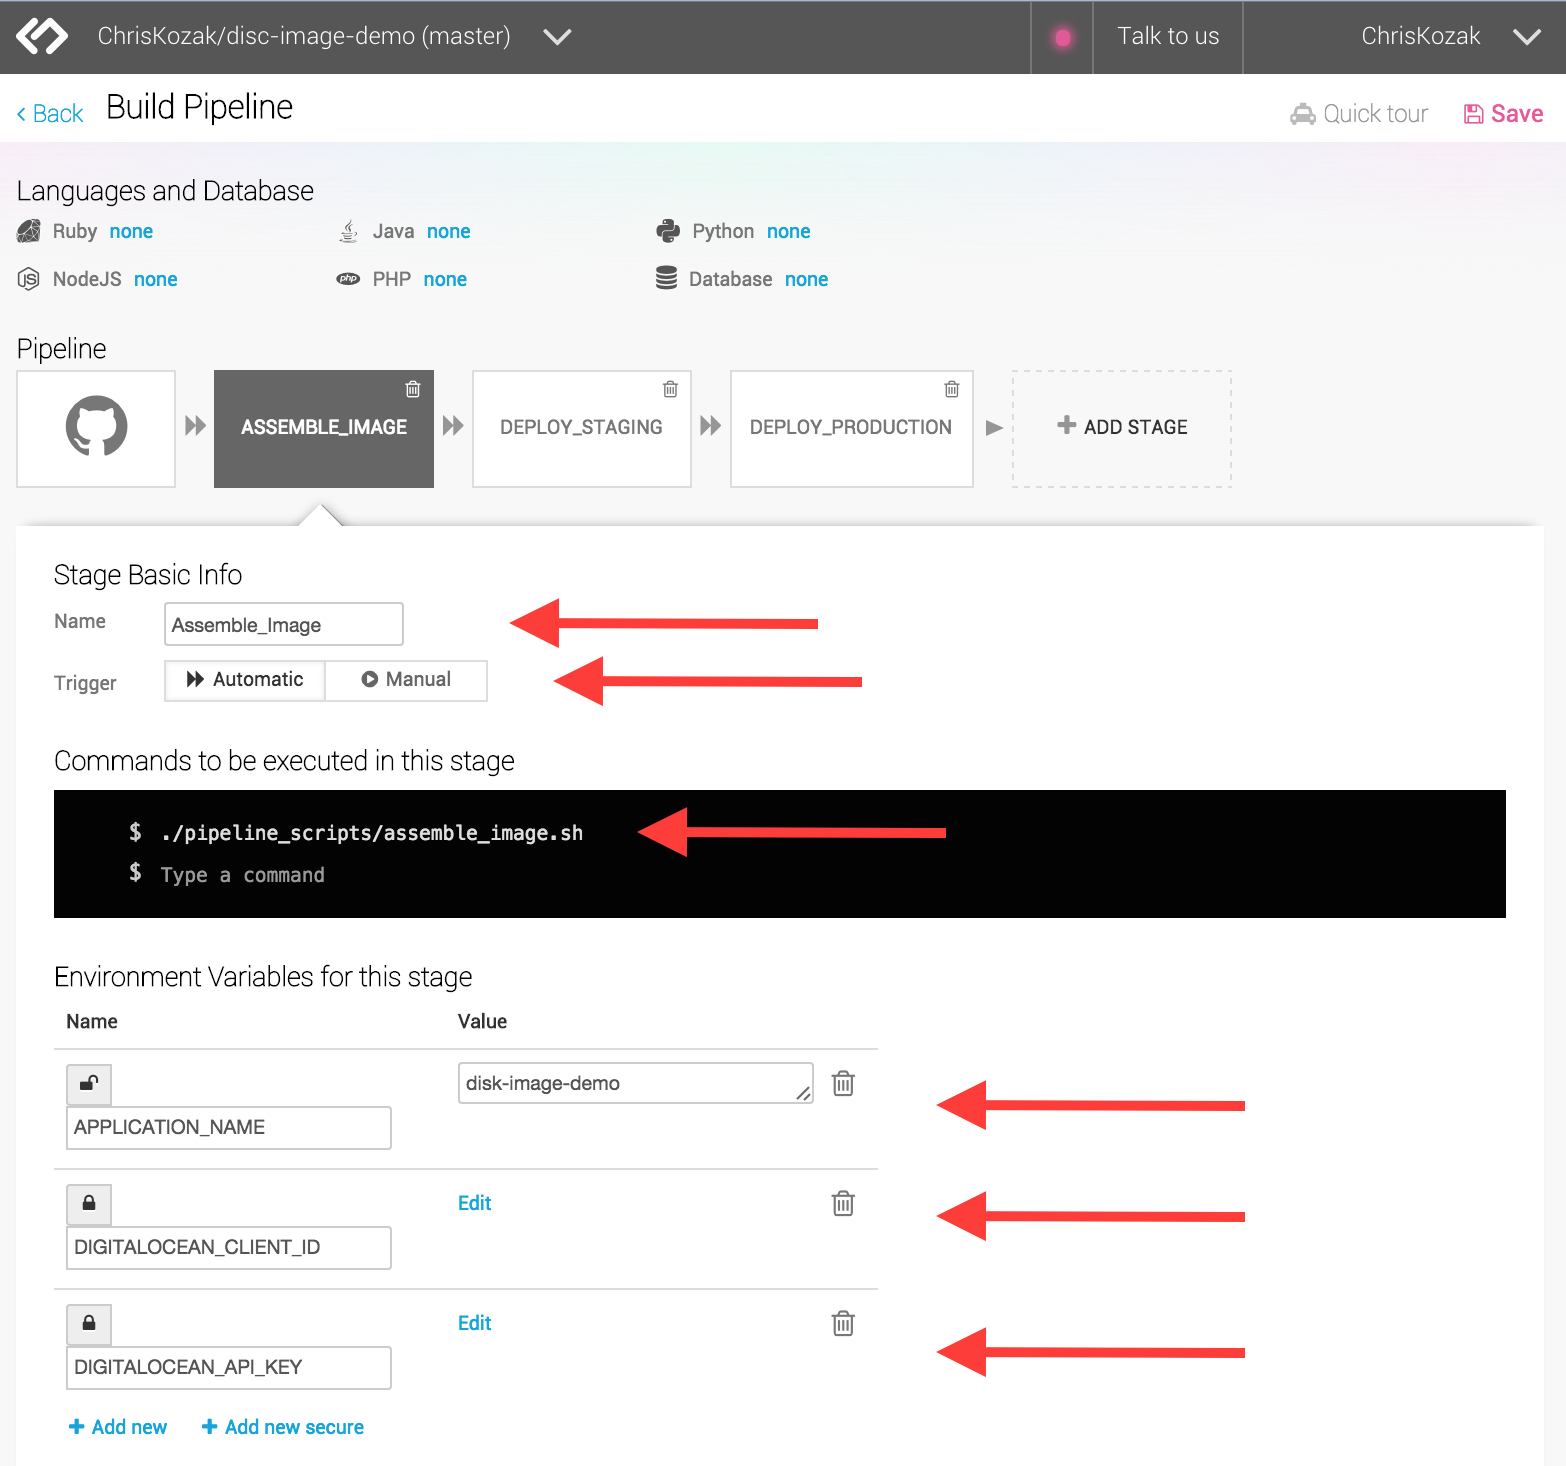 ChrisKozak/disc-image-demo (master)
Talk to us
ChrisKozak
Back
Build Pipeline
Quick tour
Save
Languages and Database
Ruby none
Java none
Python none
NodeJS none
php PHP none
Database none
Pipeline
ASSEMBLE_IMAGE
DEPLOY_STAGING
DEPLOY_PRODUCTION
ADD STAGE
Stage Basic Info
Name
Assemble_Image
Trigger
Automatic
Manual
Commands to be executed in this stage
$ ./pipeline_scripts/assemble_image.sh
$ Type a command
Environment Variables for this stage
Name
Value
disk-image-demo
APPLICATION_NAME
Edit
DIGITALOCEAN_CLIENT_ID
Edit
DIGITALOCEAN_API_KEY
+ Add new
+ Add new secure